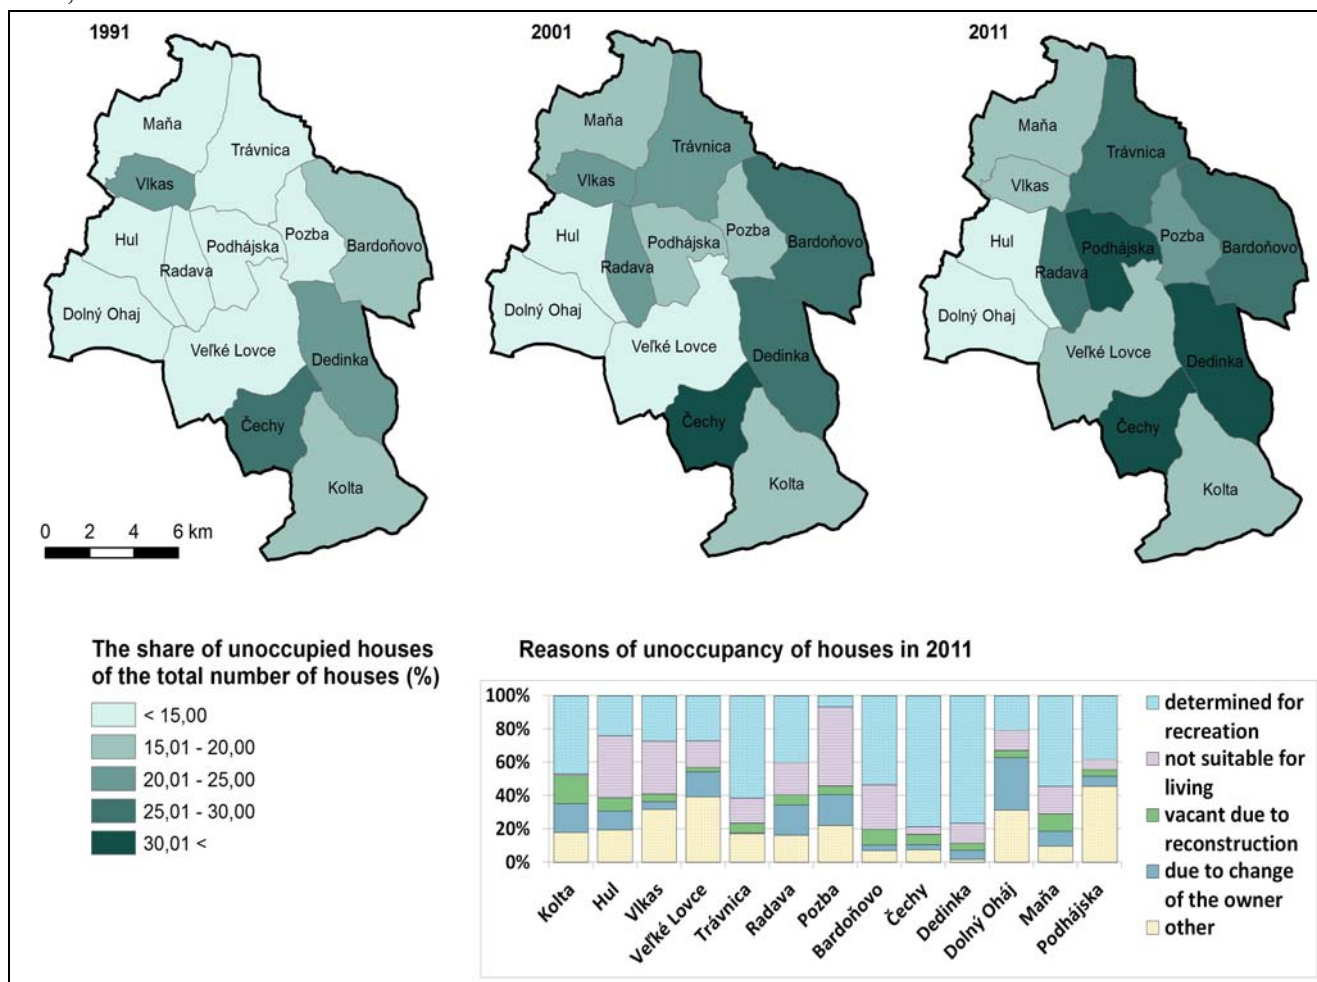 1991
Maňa
Trávnica
Vlkas
Hul
Podhájska
Pozba
Bardoňovo
Radava
Dolný Ohaj
Veľké Lovce
Dedinka
Čechy
Kolta
0 2 4 6 km
2001
Maňa
Trávnica
Vlkas
Hul
Podhájska
Pozba
Bardoňovo
Radava
Dolný Ohaj
Veľké Lovce
Dedinka
Čechy
Kolta
2011
Maňa
Trávnica
Vlkas
Hul
Podhájska
Pozba
Bardoňovo
Radava
Dolný Ohaj
Veľké Lovce
Dedinka
Čechy
Kolta
The share of unoccupied houses
of the total number of houses (%)
< 15,00
15,01 - 20,00
20,01 - 25,00
25,01 - 30,00
30,01 <
Reasons of unoccupancy of houses in 2011
100%
80%
60%
40%
20%
0%
Kolta
Hul
Vlkas
Veľké Lovce
Trávnica
Radava
Pozba
Bardoňovo
Čechy
Dedinka
Dolný Oháj
Maňa
Podhájska
determined for
recreation
not suitable for
living
vacant due to
reconstruction
due to change
of the owner
other